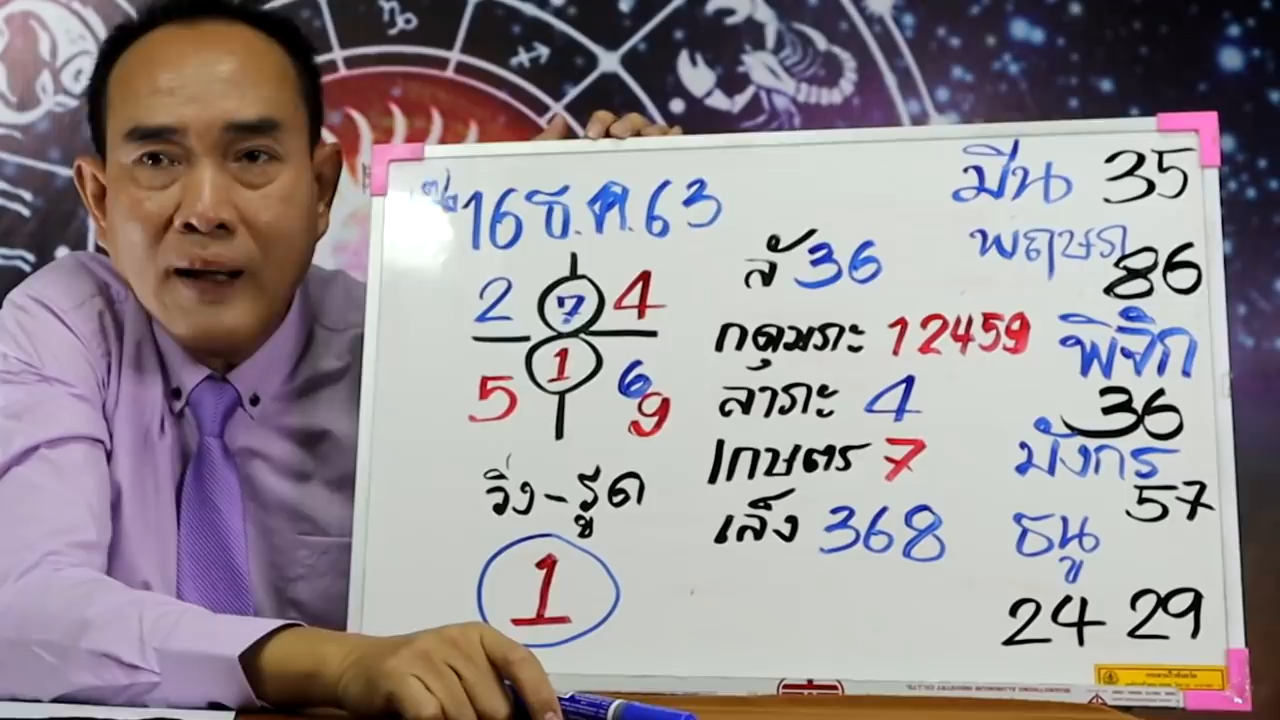 16 ธ.ค.63
2 7 4
5 1 6 9
วิ่ง-รูด
1
ลั 36
กดุมภะ 12459
ลาภะ 4
เกษตร 7
เล็ง 368
มีน 35
พฤษภ 86
พิจิก
36
มังกร
57
ธนู
24 29